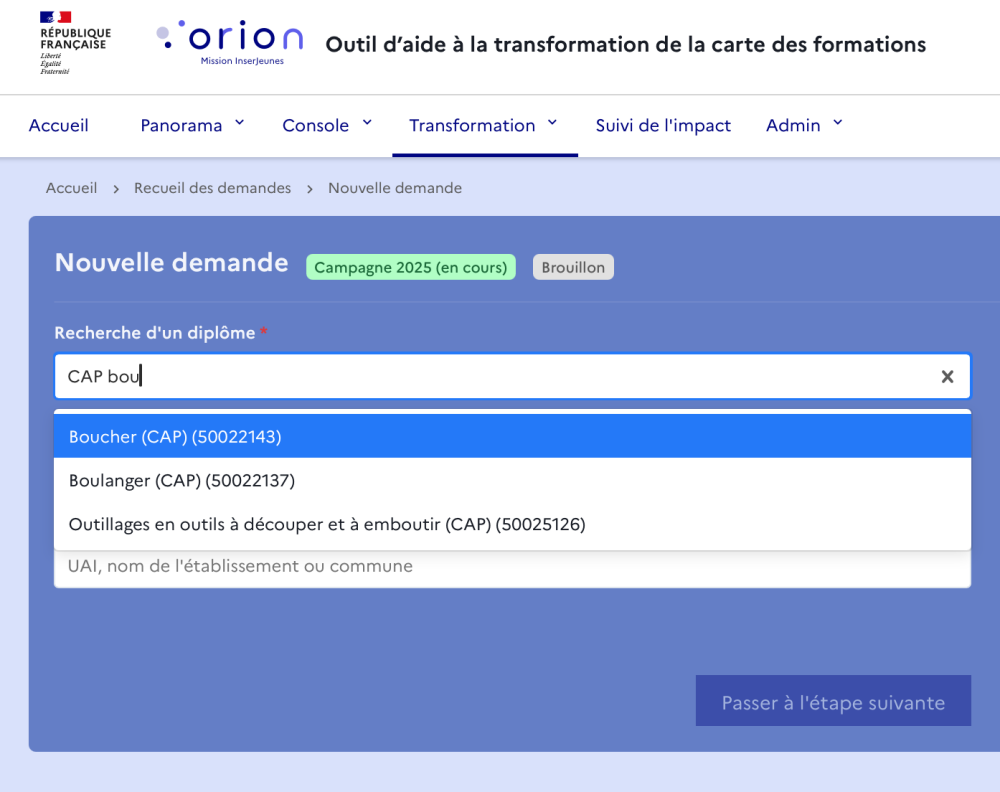 RÉPUBLIQUE
FRANÇAISE
Liberté
Égalité
Fraternité
orion
Mission InserJeunes
Outil d’aide à la transformation de la carte des formations
Accueil Panorama Console Transformation Suivi de l'impact Admin
Accueil > Recueil des demandes > Nouvelle demande
Nouvelle demande Campagne 2025 (en cours) Brouillon
Recherche d'un diplôme *
CAP bou
Boucher (CAP) (50022143)
Boulanger (CAP) (50022137)
Outillages en outils à découper et à emboutir (CAP) (50025126)
UAI, nom de l'établissement ou commune
Passer à l'étape suivante